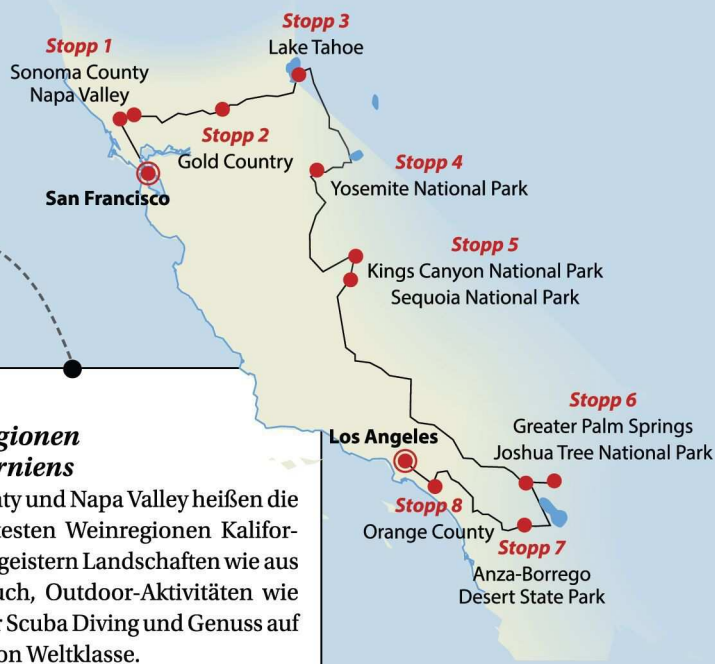 Stopp 3
Lake Tahoe
Stopp 1
Sonoma County
Napa Valley
Stopp 2
Gold Country
San Francisco
Stopp 4
Yosemite National Park
Stopp 5
Kings Canyon National Park
Sequoia National Park
Stopp 6
Greater Palm Springs
Joshua Tree National Park
Los Angeles
Stopp 8
Orange County
Stopp 7
Anza-Borrego
Desert State Park
gionen
rniens
nty und Napa Valley heißen die
testen Weinregionen Kalifor-
geistern Landschaften wie aus
uch, Outdoor-Aktivitäten wie
r Scuba Diving und Genuss auf
on Weltklasse.